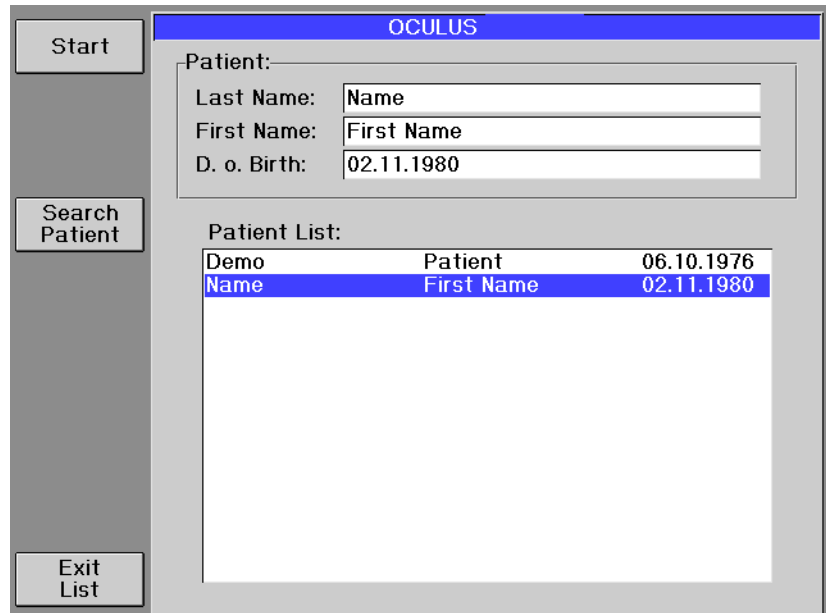 OCULUS
Start
Patient:
Last Name: Name
First Name: First Name
D. o. Birth: 02.11.1980
Search
Patient
Patient List:
Demo Patient 06.10.1976
Name First Name 02.11.1980
Exit
List